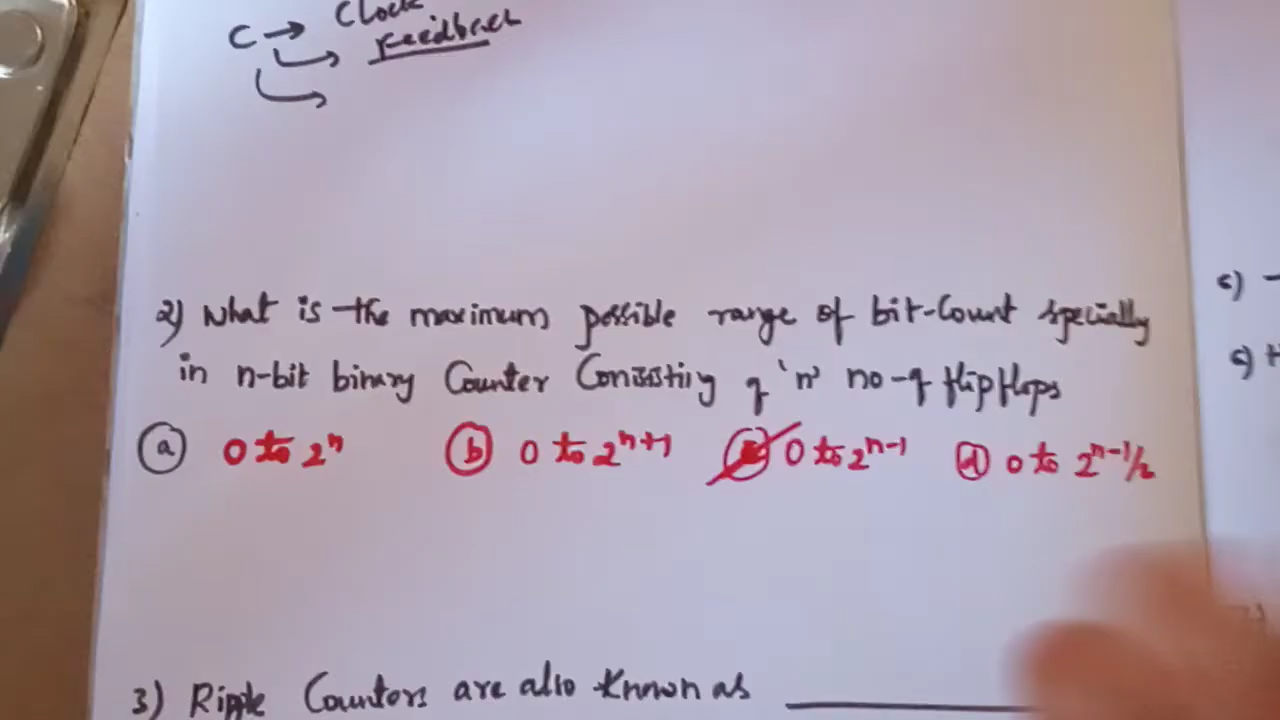 C → Clock
Feedback
2) What is the maximum possible range of bit-Count specially
in n-bit binary Counter Consisting of 'n' no-of flipflops
(a) 0 to 2ⁿ (b) 0 to 2ⁿ⁺¹ (c) 0 to 2ⁿ⁻¹ (d) 0 to 2ⁿ⁻¹/2
3) Ripple Counters are also Known as ______
c)